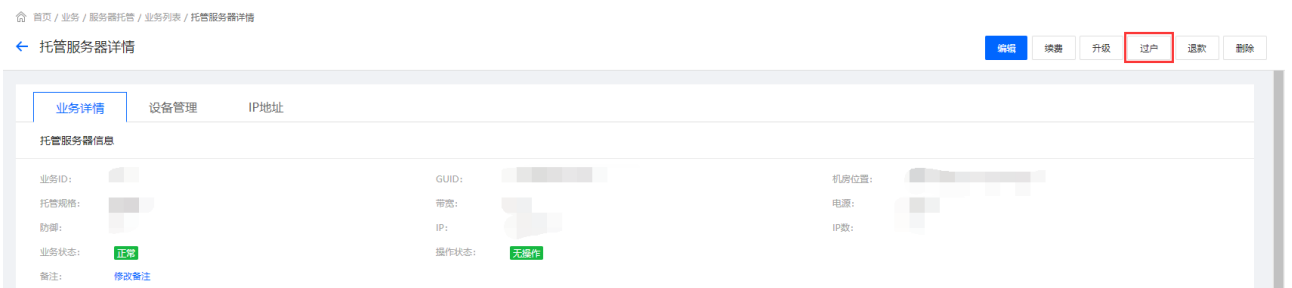 首页 / 业务 / 服务器托管 / 业务列表 / 托管服务器详情
← 托管服务器详情 编辑 续费 升级 过户 退款 删除
业务详情 设备管理 IP地址
托管服务器信息
业务ID: GUID: 机房位置:
托管规格: 带宽: 电源:
防御: IP: IP数:
业务状态: 正常 操作状态: 无操作
备注: 修改备注